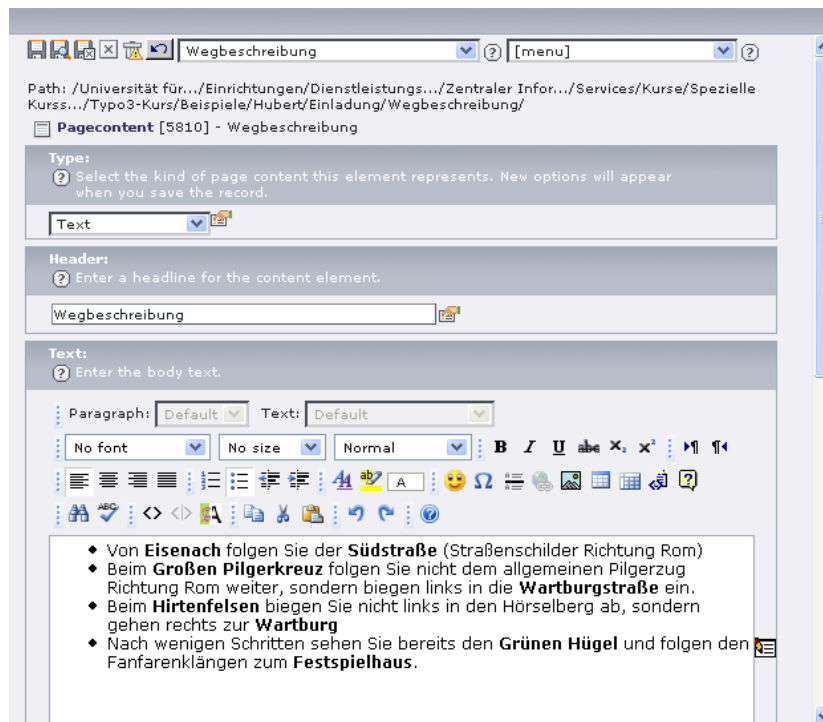 Wegbeschreibung [menu]
Path: /Universität für.../Einrichtungen/Dienstleistungs.../Zentraler Infor.../Services/Kurse/Spezielle
Kurss.../Typo3-Kurs/Beispiele/Hubert/Einladung/Wegbeschreibung/
Pagecontent [5810] - Wegbeschreibung
Type:
Select the kind of page content this element represents. New options will appear
when you save the record.
Text
Header:
Enter a headline for the content element.
Wegbeschreibung
Text:
Enter the body text.
Paragraph: Default Text: Default
No font No size Normal B I U abc X₂ x²
Ω
ABC
• Von Eisenach folgen Sie der Südstraße (Straßenschilder Richtung Rom)
• Beim Großen Pilgerkreuz folgen Sie nicht dem allgemeinen Pilgerzug
Richtung Rom weiter, sondern biegen links in die Wartburgstraße ein.
• Beim Hirtenfelsen biegen Sie nicht links in den Hörselberg ab, sondern
gehen rechts zur Wartburg
• Nach wenigen Schritten sehen Sie bereits den Grünen Hügel und folgen den
Fanfarenklängen zum Festspielhaus.